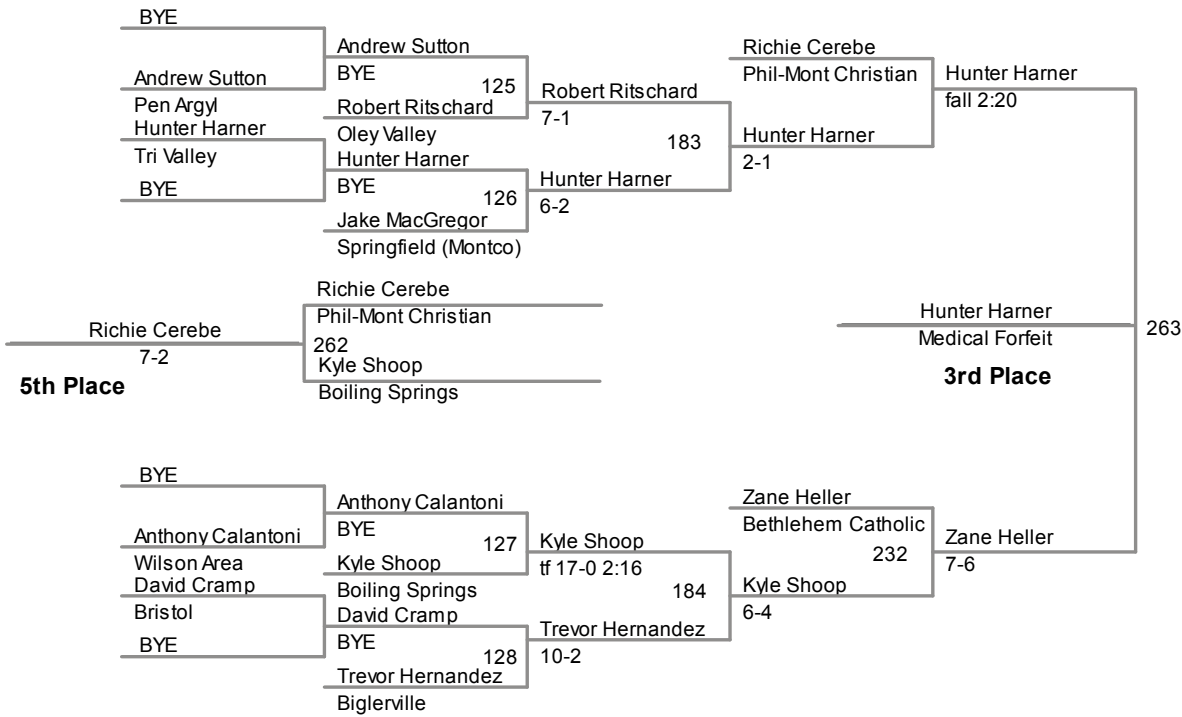 BYE
Andrew Sutton
Pen Argyl
Hunter Harner
Tri Valley
BYE
Andrew Sutton
BYE
125
Robert Ritschard
Oley Valley
Hunter Harner
BYE
126
Jake MacGregor
Springfield (Montco)
Robert Ritschard
7-1
183
Hunter Harner
6-2
Richie Cerebe
Phil-Mont Christian
Hunter Harner
2-1
Hunter Harner
fall 2:20
Richie Cerebe
7-2
5th Place
Richie Cerebe
Phil-Mont Christian
262
Kyle Shoop
Boiling Springs
Hunter Harner
Medical Forfeit
3rd Place
263
BYE
Anthony Calantoni
Wilson Area
David Cramp
Bristol
BYE
Anthony Calantoni
BYE
127
Kyle Shoop
Boiling Springs
David Cramp
BYE
128
Trevor Hernandez
Biglerville
Kyle Shoop
tf 17-0 2:16
184
Trevor Hernandez
10-2
Zane Heller
Bethlehem Catholic
232
Kyle Shoop
6-4
Zane Heller
7-6